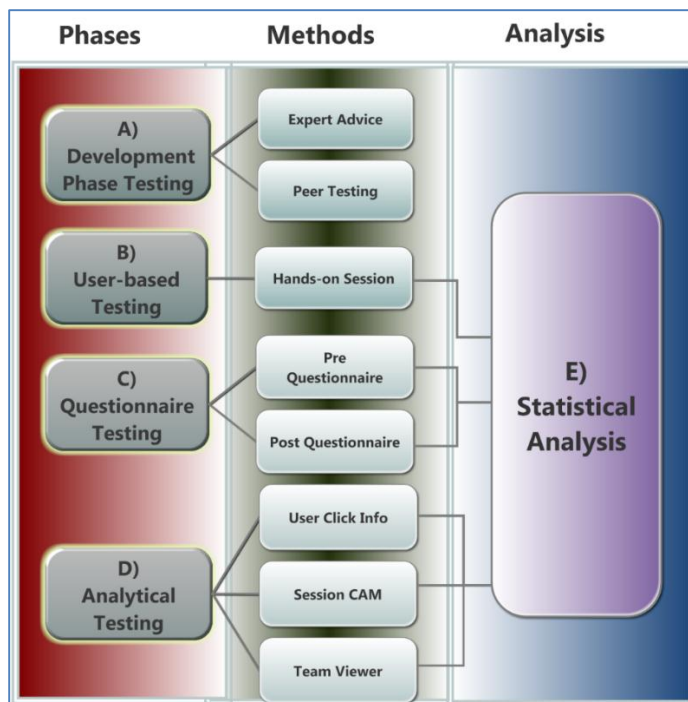 Phases
Methods
Analysis
A)
Development
Phase Testing
Expert Advice
Peer Testing
B)
User-based
Testing
Hands-on Session
C)
Questionnaire
Testing
Pre
Questionnaire
Post Questionnaire
D)
Analytical
Testing
User Click Info
Session CAM
Team Viewer
E)
Statistical
Analysis